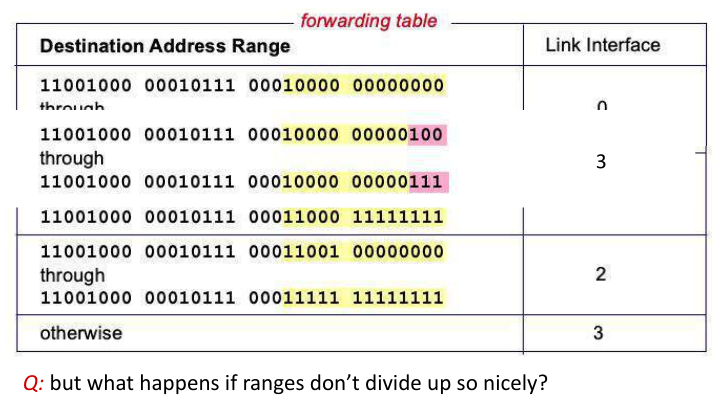 forwarding table
Destination Address Range Link Interface
11001000 00010111 00010000 00000000
through 0
11001000 00010111 00010000 00000100
through 3
11001000 00010111 00010000 00000111
11001000 00010111 00011000 11111111
11001000 00010111 00011001 00000000
through 2
11001000 00010111 00011111 11111111
otherwise 3
Q: but what happens if ranges don’t divide up so nicely?